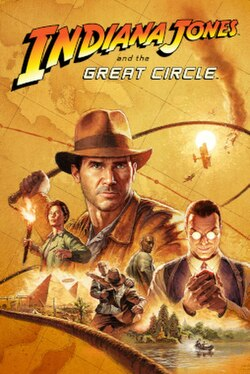 INDIANA JONES
and the
GREAT CIRCLE